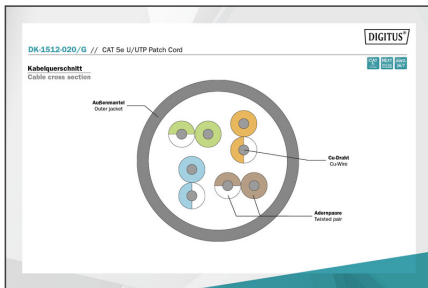 DIGITUS®
DK-1512-020/G // CAT 5e U/UTP Patch Cord
Kabelquerschnitt
Cable cross section
Außenmantel
Outer jacket
Cu-Draht
Cu-Wire
Adernpaare
Twisted pair